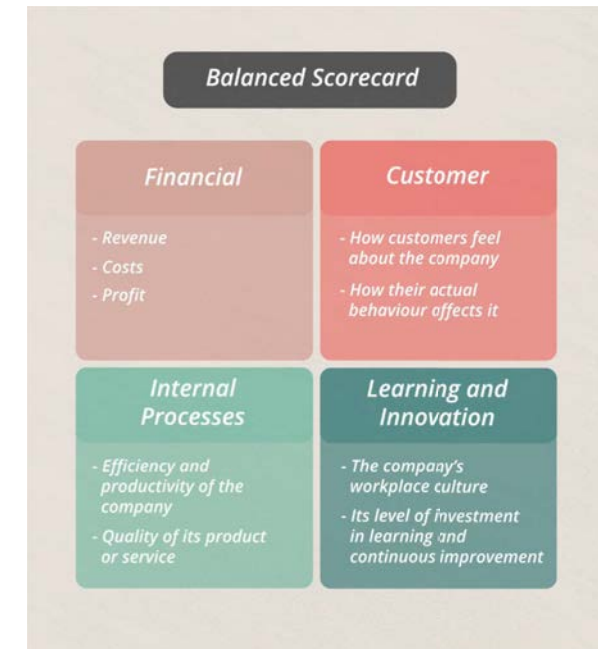 Balanced Scorecard
Financial
- Revenue
- Costs
- Profit
Customer
- How customers feel
about the company
- How their actual
behaviour affects it
Internal
Processes
- Efficiency and
productivity of the
company
- Quality of its product
or service
Learning and
Innovation
- The company's
workplace culture
- Its level of investment
in learning and
continuous improvement